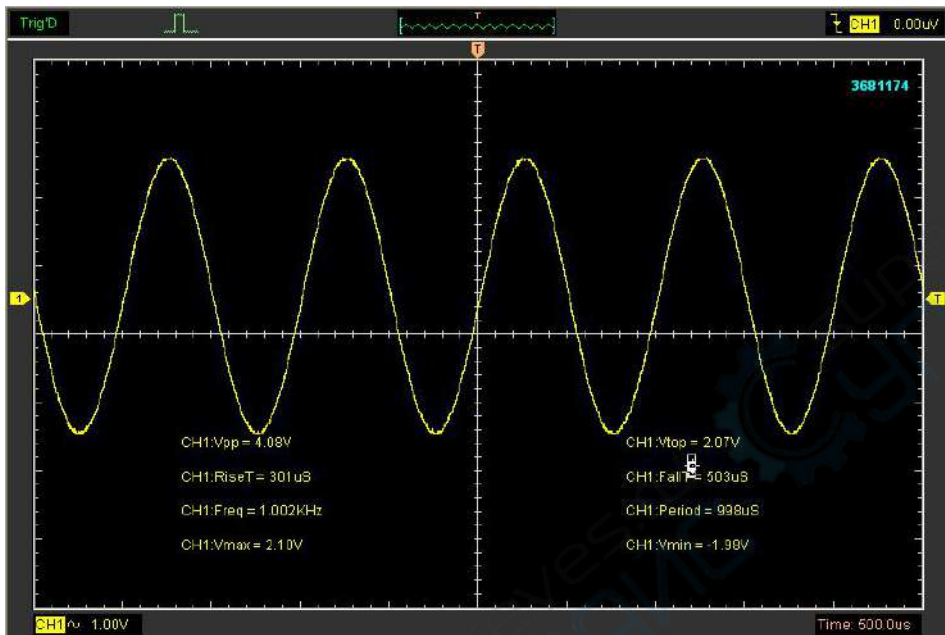 Trig'D
T
CH1 0.00uV
T
3681174
1
T
CH1:Vpp = 4.08V
CH1:Vtop = 2.07V
CH1:RiseT = 301uS
CH1:FallT = 503uS
CH1:Freq = 1.002KHz
CH1:Period = 998uS
CH1:Vmax = 2.10V
CH1:Vmin = -1.98V
CH1 ~ 1.00V
Time: 500.0us